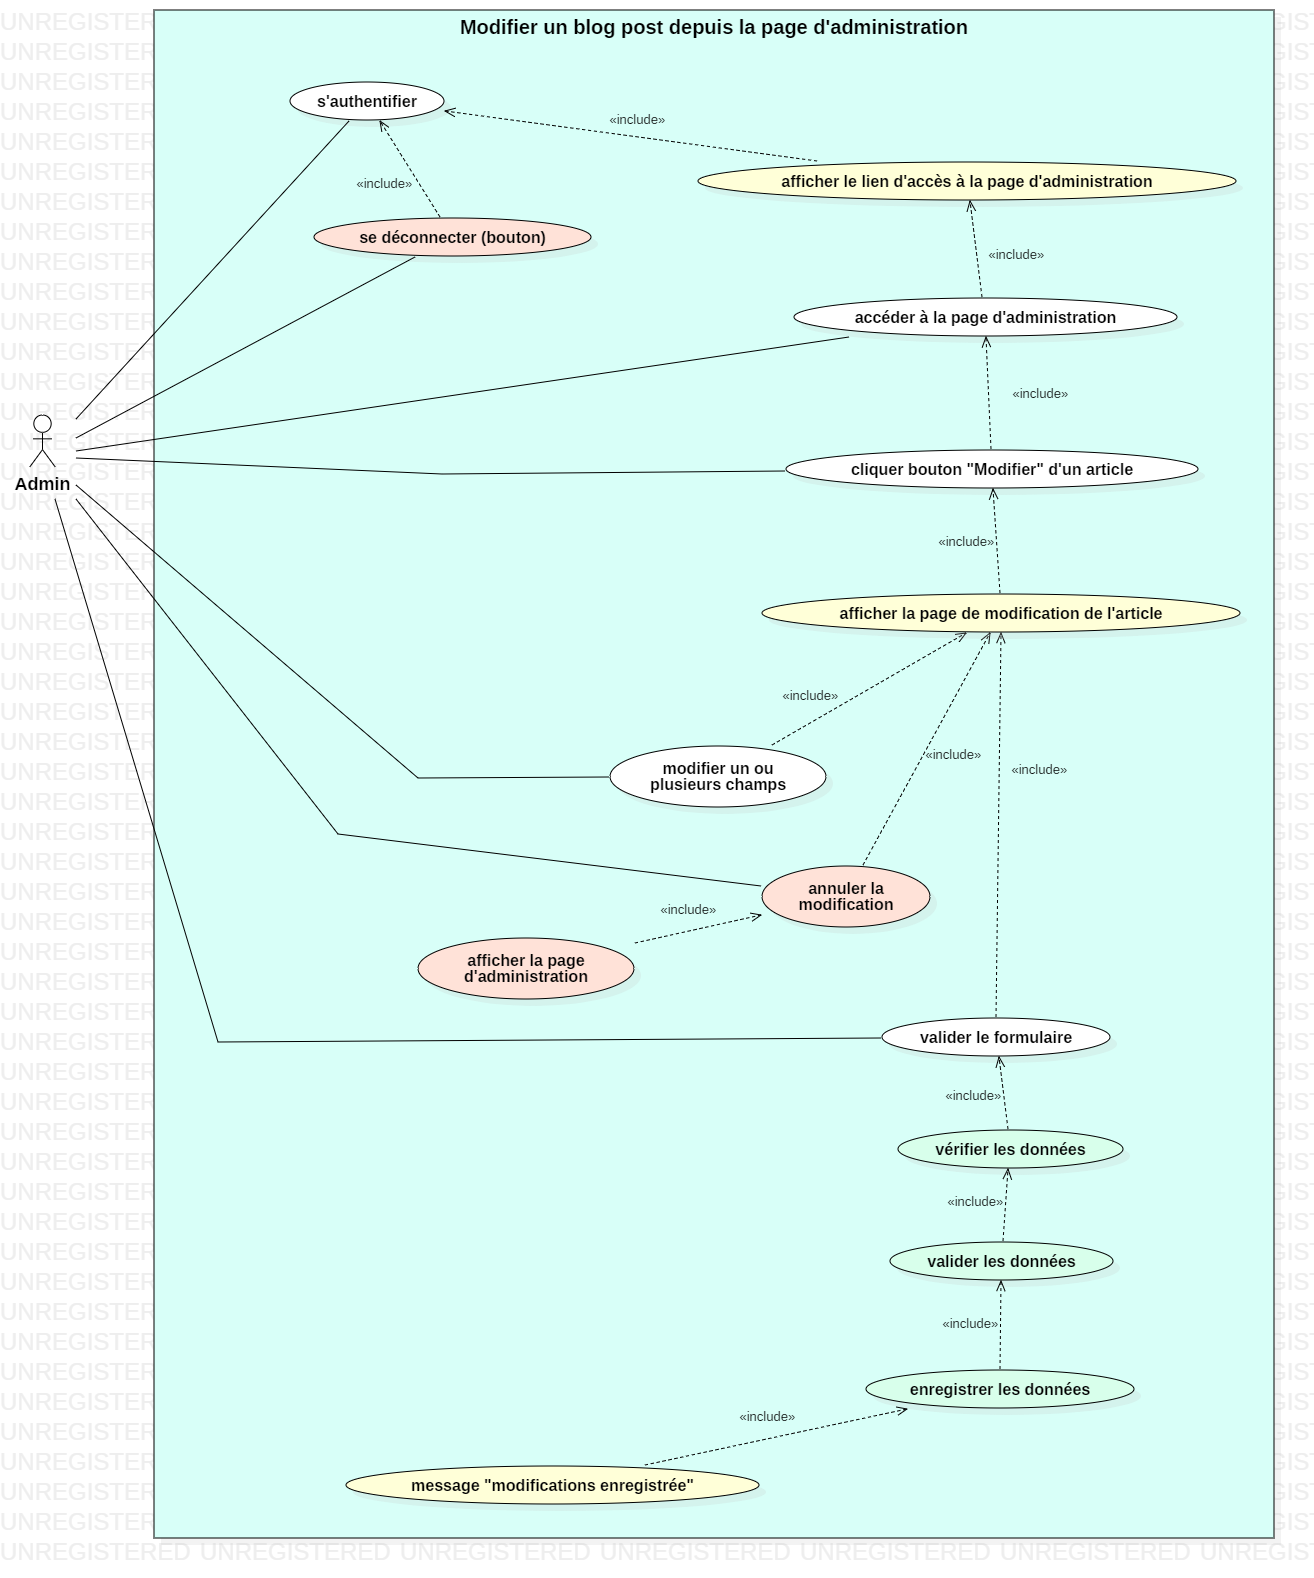 Modifier un blog post depuis la page d'administration
s'authentifier
«include»
afficher le lien d'accès à la page d'administration
«include»
se déconnecter (bouton)
«include»
accéder à la page d'administration
«include»
Admin
cliquer bouton "Modifier" d'un article
«include»
afficher la page de modification de l'article
«include»
modifier un ou
plusieurs champs
«include»
«include»
annuler la
modification
«include»
afficher la page
d'administration
valider le formulaire
«include»
vérifier les données
«include»
valider les données
«include»
enregistrer les données
«include»
message "modifications enregistrée"
UNREGISTERED UNREGISTERED UNREGISTERED UNREGISTERED UNREGISTERED UNREGISTERED UNREGIST